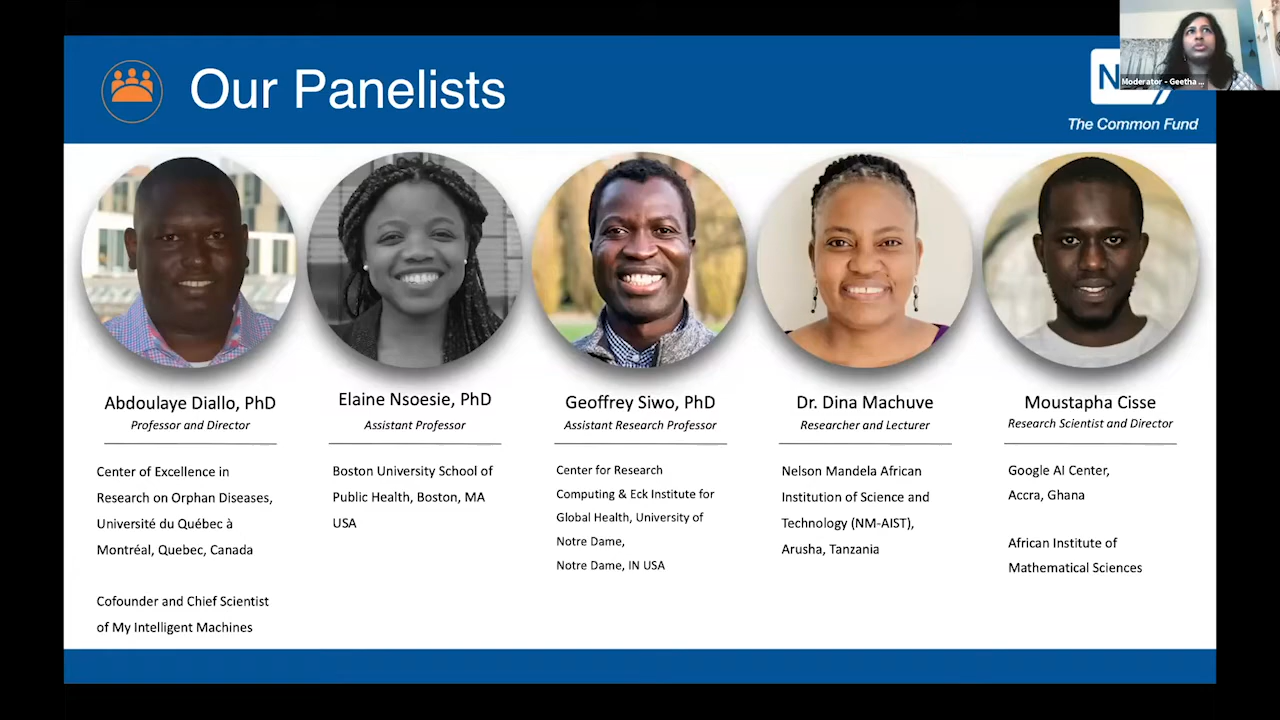 Our Panelists
Moderator - Geetha ...
The Common Fund
Abdoulaye Diallo, PhD
Professor and Director
Center of Excellence in
Research on Orphan Diseases,
Université du Québec à
Montréal, Quebec, Canada
Cofounder and Chief Scientist
of My Intelligent Machines
Elaine Nsoesie, PhD
Assistant Professor
Boston University School of
Public Health, Boston, MA
USA
Geoffrey Siwo, PhD
Assistant Research Professor
Center for Research
Computing & Eck Institute for
Global Health, University of
Notre Dame,
Notre Dame, IN USA
Dr. Dina Machuve
Researcher and Lecturer
Nelson Mandela African
Institution of Science and
Technology (NM-AIST),
Arusha, Tanzania
Moustapha Cisse
Research Scientist and Director
Google AI Center,
Accra, Ghana
African Institute of
Mathematical Sciences